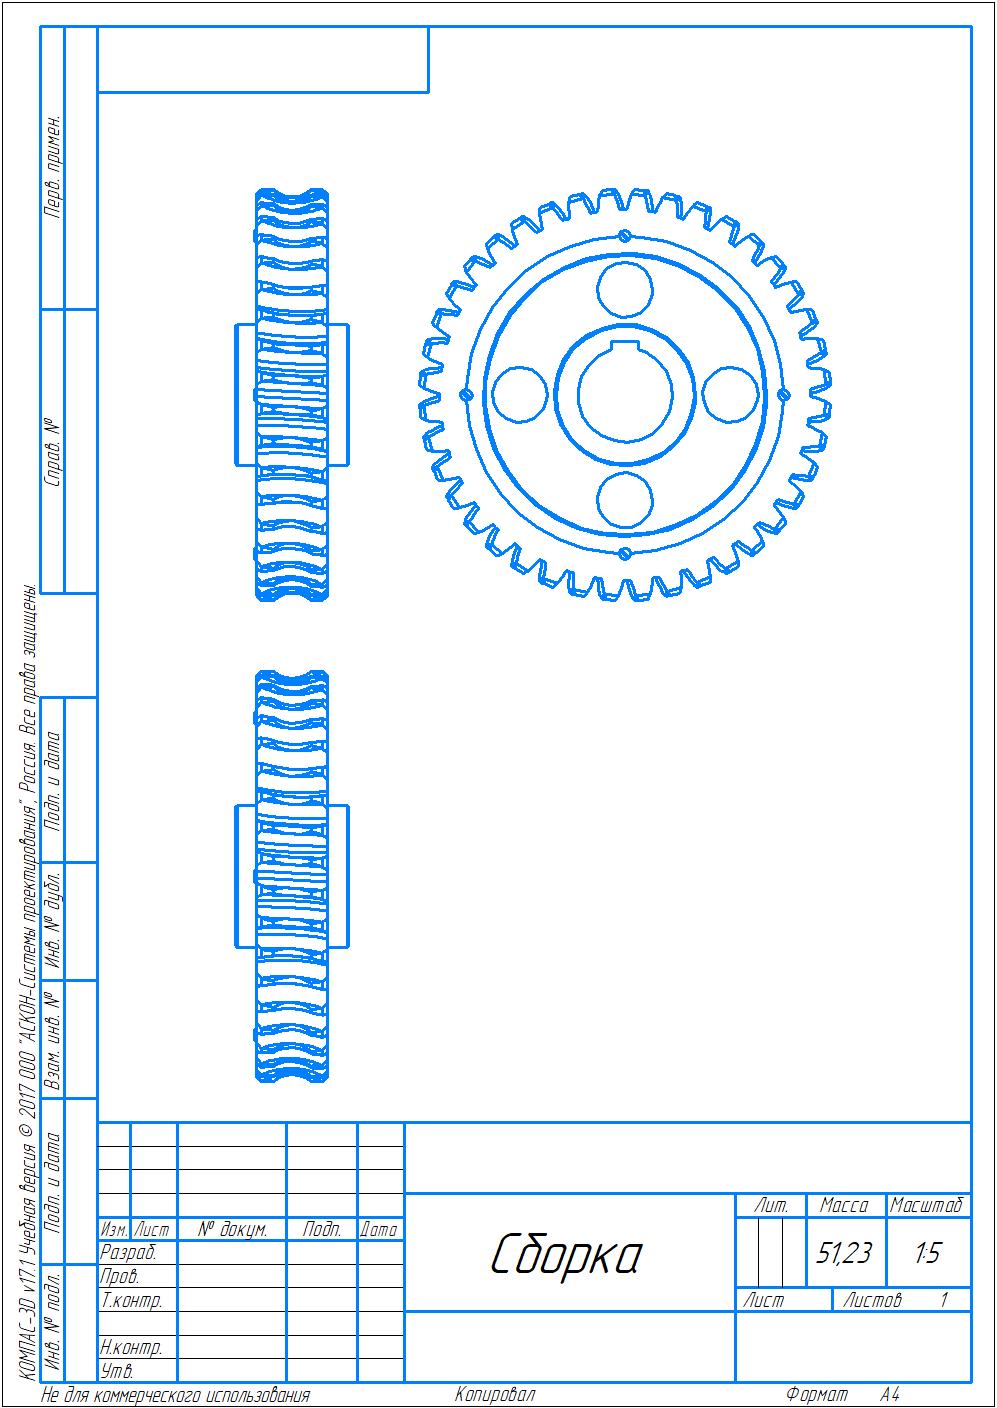 Перв. примен.
Справ. №
Подп. и дата
Инв. № дубл.
Взам. инв. №
Подп. и дата
Инв. № подл.
КОМПАС-3D v17.1 Учебная версия © 2017 ООО "АСКОН-Системы проектирования", Россия. Все права защищены.
Лит. Масса Масштаб
Изм. Лист № докум. Подп. Дата
Разраб.
Пров.
Т.контр.
Н.контр.
Утв.
Сборка
51,23 1:5
Лист Листов 1
Не для коммерческого использования Копировал Формат A4